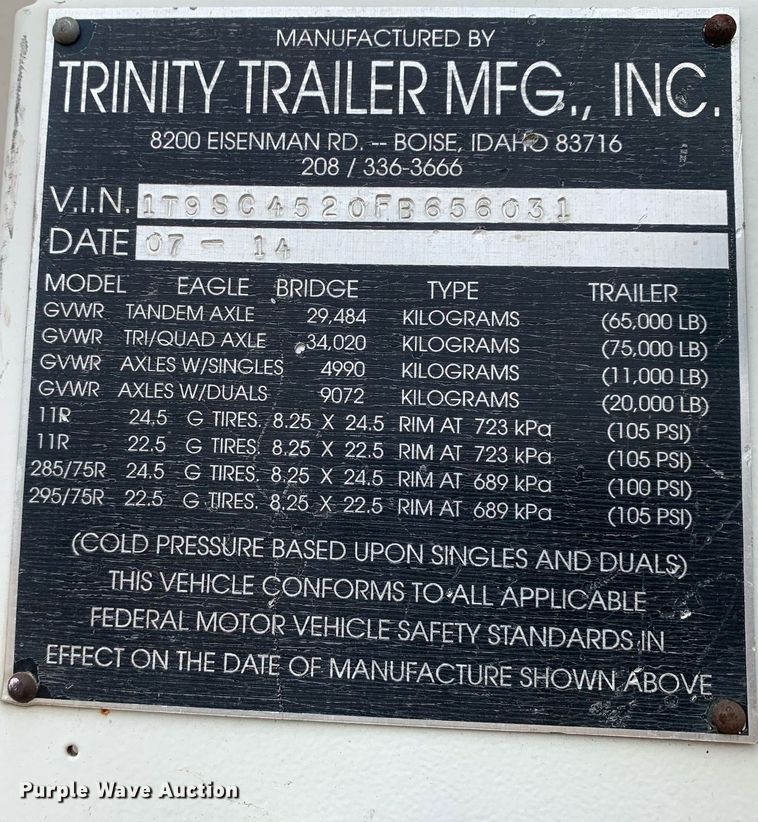 MANUFACTURED BY
TRINITY TRAILER MFG., INC.
8200 EISENMAN RD. -- BOISE, IDAHO 83716
208 / 336-3666
V.I.N. 1T9SC4520FB656031
DATE 07 - 14
MODEL EAGLE BRIDGE TYPE TRAILER
GVWR TANDEM AXLE 29,484 KILOGRAMS (65,000 LB)
GVWR TRI/QUAD AXLE 34,020 KILOGRAMS (75,000 LB)
GVWR AXLES W/SINGLES 4990 KILOGRAMS (11,000 LB)
GVWR AXLES W/DUALS 9072 KILOGRAMS (20,000 LB)
11R 24.5 G TIRES. 8.25 X 24.5 RIM AT 723 kPa (105 PSI)
11R 22.5 G TIRES. 8.25 X 22.5 RIM AT 723 kPa (105 PSI)
285/75R 24.5 G TIRES. 8.25 X 24.5 RIM AT 689 kPa (100 PSI)
295/75R 22.5 G TIRES. 8.25 X 22.5 RIM AT 689 kPa (105 PSI)
(COLD PRESSURE BASED UPON SINGLES AND DUALS)
THIS VEHICLE CONFORMS TO ALL APPLICABLE
FEDERAL MOTOR VEHICLE SAFETY STANDARDS IN
EFFECT ON THE DATE OF MANUFACTURE SHOWN ABOVE
Purple Wave Auction